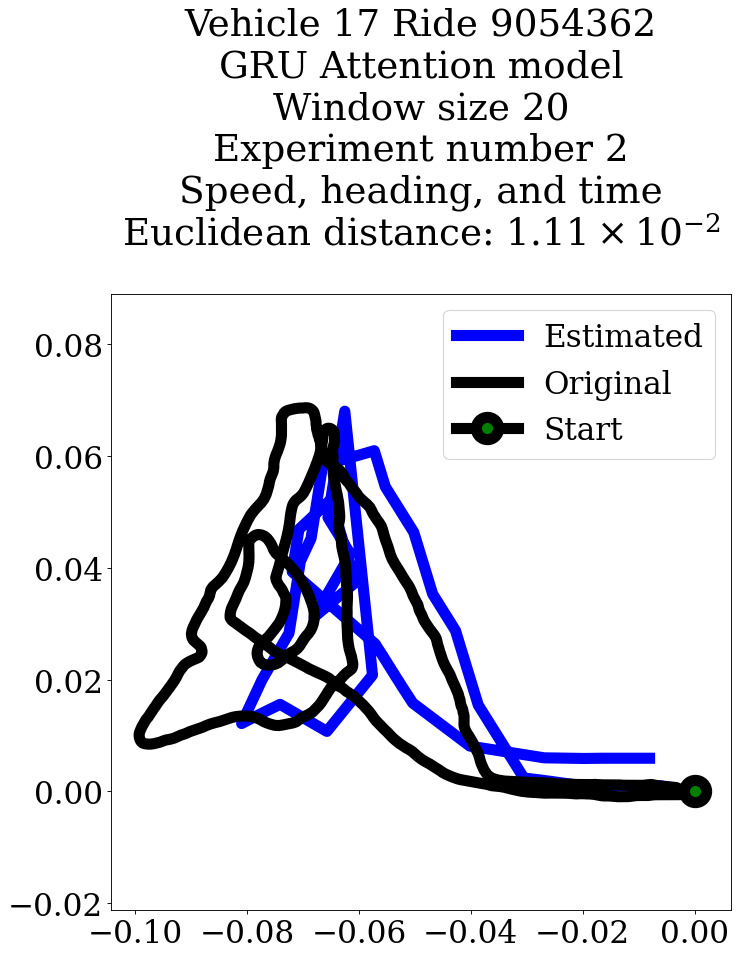 Vehicle 17 Ride 9054362
GRU Attention model
Window size 20
Experiment number 2
Speed, heading, and time
Euclidean distance: 1.11 × 10⁻²
Estimated
Original
Start
0.08
0.06
0.04
0.02
0.00
−0.02
−0.10 −0.08 −0.06 −0.04 −0.02 0.00